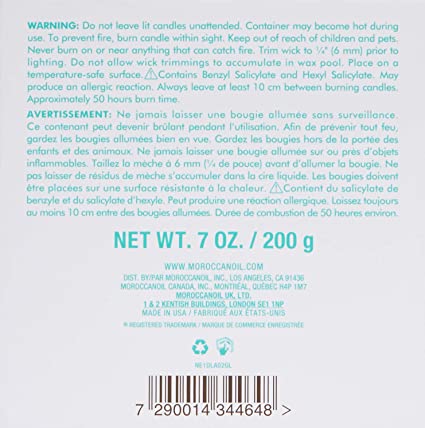 WARNING: Do not leave lit candles unattended. Container may become hot during
use. To prevent fire, burn candle within sight. Keep out of reach of children and pets.
Never burn on or near anything that can catch fire. Trim wick to ¼" (6 mm) prior to
lighting. Do not allow wick trimmings to accumulate in wax pool. Place on a
temperature-safe surface. ⚠Contains Benzyl Salicylate and Hexyl Salicylate. May
produce an allergic reaction. Always leave at least 10 cm between burning candles.
Approximately 50 hours burn time.
AVERTISSEMENT: Ne jamais laisser une bougie allumée sans surveillance.
Ce contenant peut devenir brûlant pendant l'utilisation. Afin de prévenir tout feu,
gardez les bougies allumées bien en vue. Gardez les bougies hors de la portée des
enfants et des animaux. Ne jamais allumer une bougie sur ou près d'objets
inflammables. Taillez la mèche à 6 mm (¼ de pouce) avant d'allumer la bougie. Ne
pas laisser de résidus de mèche s'accumuler dans la cire liquide. Les bougies doivent
être placées sur une surface résistante à la chaleur. ⚠Contient du salicylate de
benzyle et du salicylate d'hexyle. Peut produire une réaction allergique. Laissez toujours
au moins 10 cm entre des bougies allumées. Durée de combustion de 50 heures environ.
NET WT. 7 OZ. / 200 g
WWW.MOROCCANOIL.COM
DIST. BY/PAR MOROCCANOIL, INC., LOS ANGELES, CA 91436
MOROCCANOIL CANADA, INC., MONTRÉAL, QUÉBEC H4P 1M7
MOROCCANOIL UK, LTD.
1 & 2 KENTISH BUILDINGS, LONDON SE1 1NP
MADE IN USA / FABRIQUÉ AUX ÉTATS-UNIS
® REGISTERED TRADEMARK / MARQUE DE COMMERCE ENREGISTRÉE
7 290014 344648 >